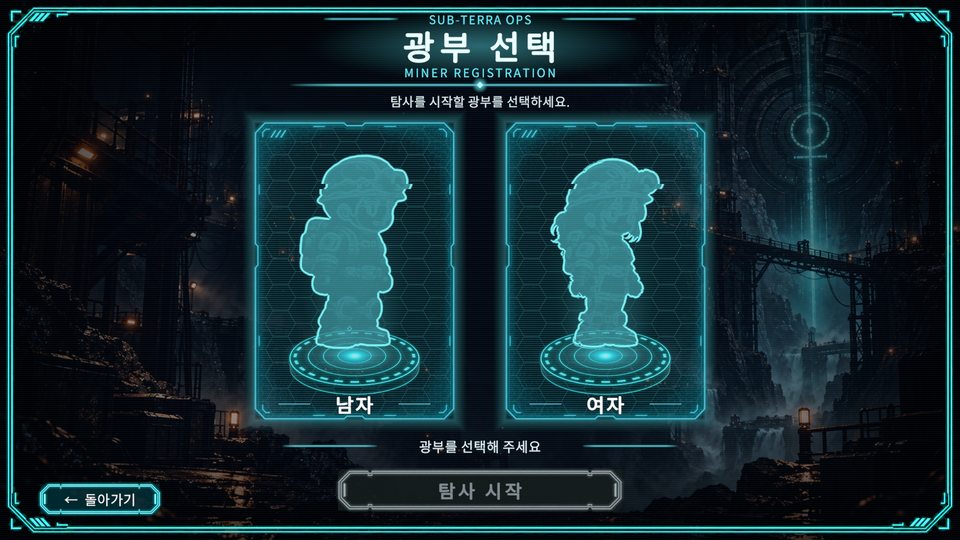 SUB-TERRA OPS
광부 선택
MINER REGISTRATION
탐사를 시작할 광부를 선택하세요.
남자
여자
광부를 선택해 주세요
탐사 시작
← 돌아가기